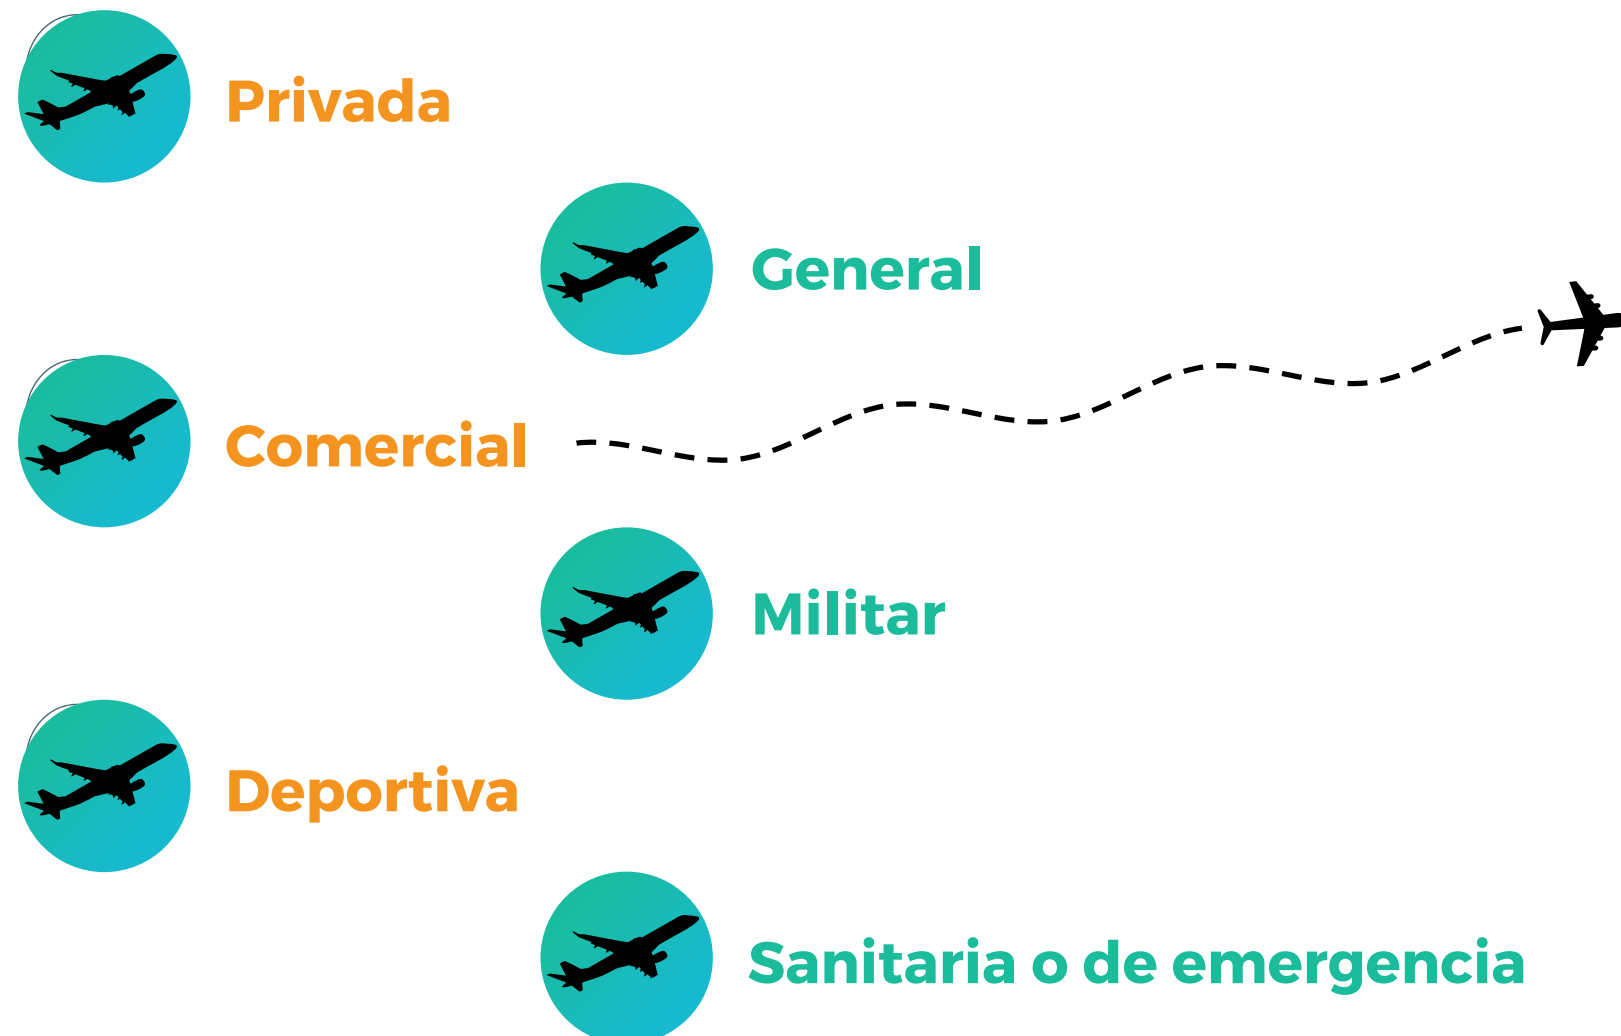 Privada
General
Comercial
Militar
Deportiva
Sanitaria o de emergencia